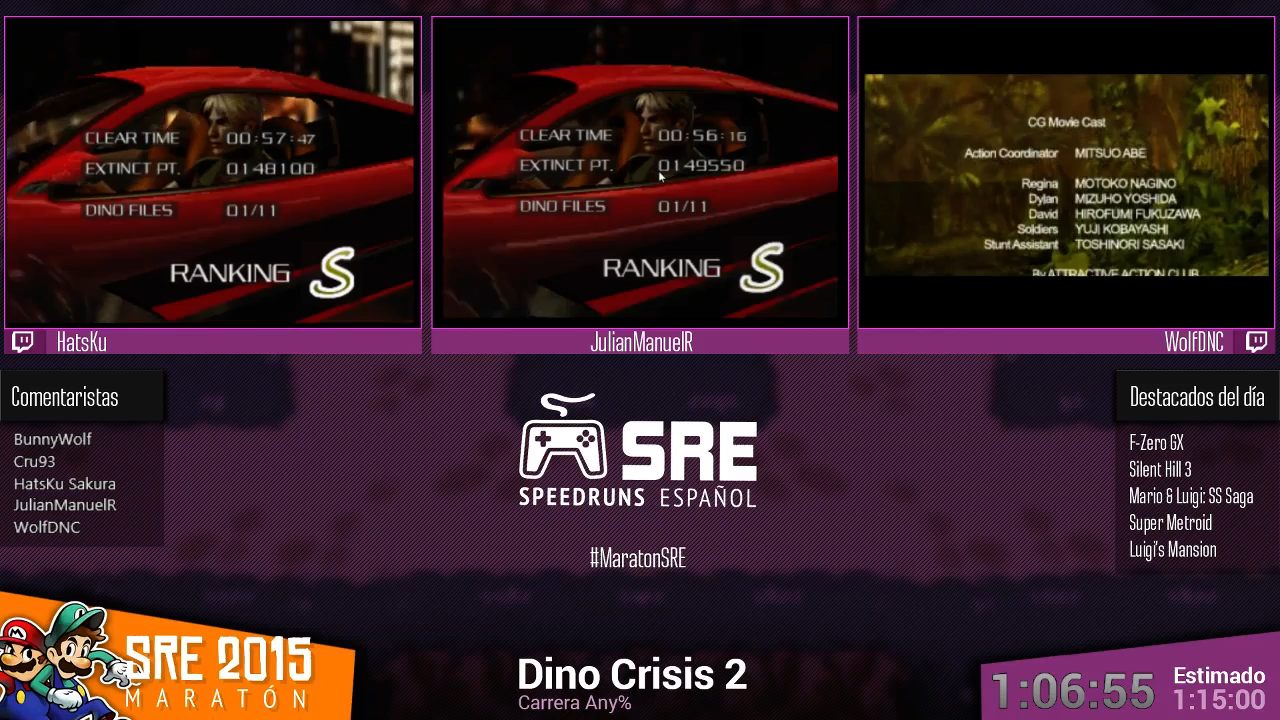 CLEAR TIME 00:57:47
EXTINCT PT. 0148100
DINO FILES 01/11
RANKING S
HatsKu
CLEAR TIME 00:56:16
EXTINCT PT. 0149550
DINO FILES 01/11
RANKING S
JulianManuelR
CG Movie Cast
Action Coordinator MITSUO ABE
Regina MOTOKO NAGINO
Dylan MIZUHO YOSHIDA
David HIROFUMI FUKUZAWA
Soldiers YUJI KOBAYASHI
Stunt Assistant TOSHINORI SASAKI
By ATTRACTIVE ACTION CLUB
WolfDNC
Comentaristas
BunnyWolf
Cru93
HatsKu Sakura
JulianManuelR
WolfDNC
SRE
SPEEDRUNS ESPAÑOL
#MaratonSRE
Destacados del día
F-Zero GX
Silent Hill 3
Mario & Luigi: SS Saga
Super Metroid
Luigi's Mansion
SRE 2015
MARATÓN
Dino Crisis 2
Carrera Any%
1:06:55
Estimado
1:15:00